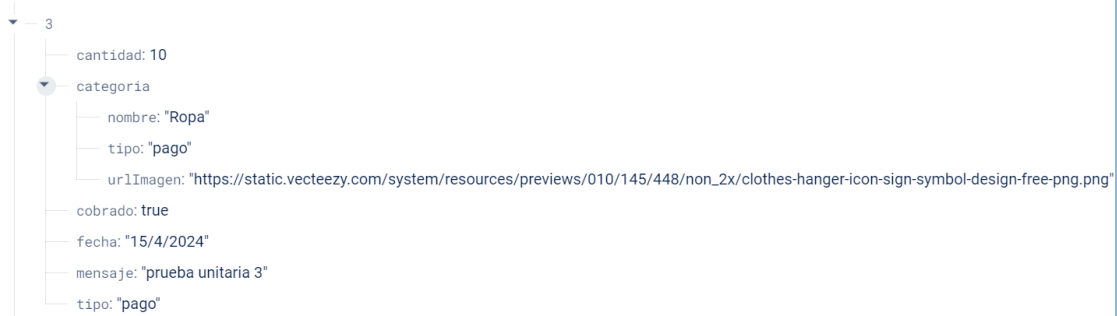 3
cantidad: 10
categoria
nombre: "Ropa"
tipo: "pago"
urlImagen: "https://static.vecteezy.com/system/resources/previews/010/145/448/non_2x/clothes-hanger-icon-sign-symbol-design-free-png.png"
cobrado: true
fecha: "15/4/2024"
mensaje: "prueba unitaria 3"
tipo: "pago"